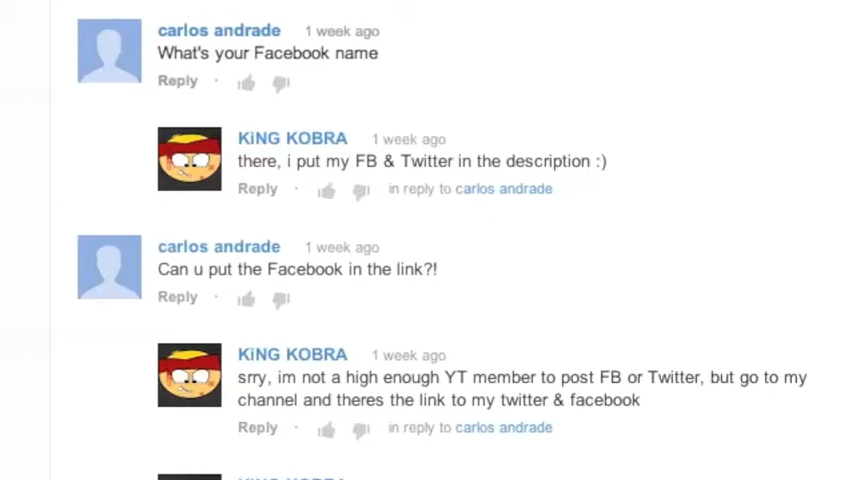 carlos andrade 1 week ago
What's your Facebook name
Reply ·
KiNG KOBRA 1 week ago
there, i put my FB & Twitter in the description :)
Reply · in reply to carlos andrade
carlos andrade 1 week ago
Can u put the Facebook in the link?!
Reply ·
KiNG KOBRA 1 week ago
srry, im not a high enough YT member to post FB or Twitter, but go to my
channel and theres the link to my twitter & facebook
Reply · in reply to carlos andrade